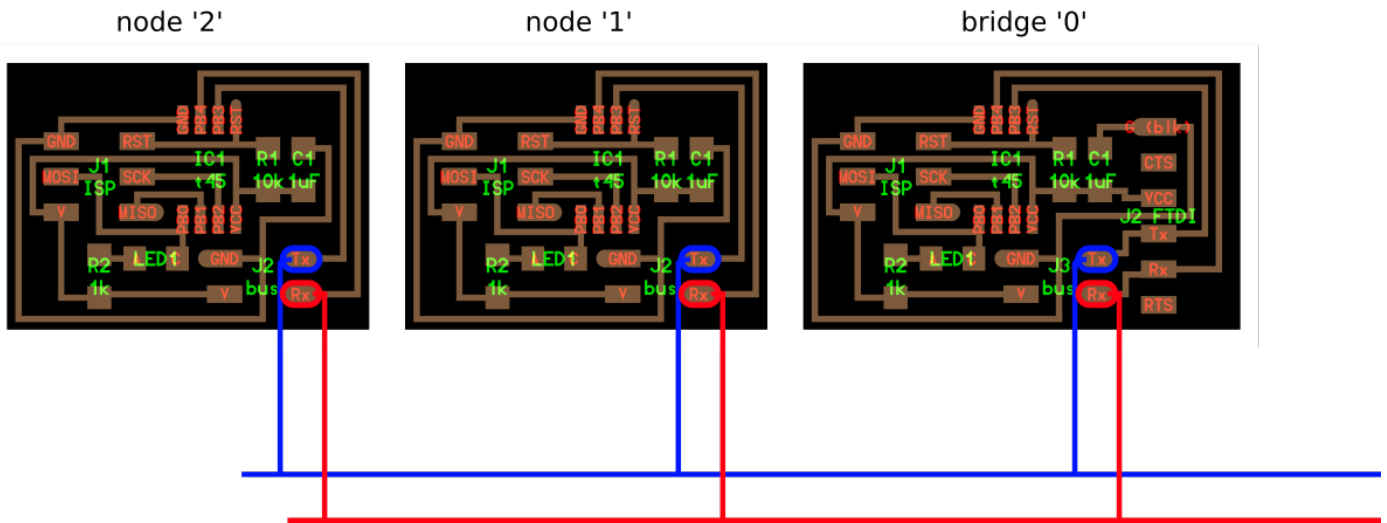 node '2'
node '1'
bridge '0'
GND PB4 PB3 RST
GND RST
IC1 R1 C1
J1
MOSI SCK t45 10k 1uF
ISP
V MISO PB0 PB1 PB2 VCC
R2 LED1 C GND J2 Tx
1k V bus Rx
GND PB4 PB3 RST
GND RST
IC1 R1 C1
J1
MOSI SCK t45 10k 1uF
ISP
V MISO PB0 PB1 PB2 VCC
R2 LED1 C GND J2 Tx
1k V bus Rx
GND PB4 PB3 RST
(blk)
GND RST
IC1 R1 C1 CTS
J1
MOSI SCK t45 10k 1uF
ISP
VCC
V MISO PB0 PB1 PB2 VCC J2 FTDI
Tx
R2 LED1 C GND J3 Tx
Rx
1k V bus Rx
RTS